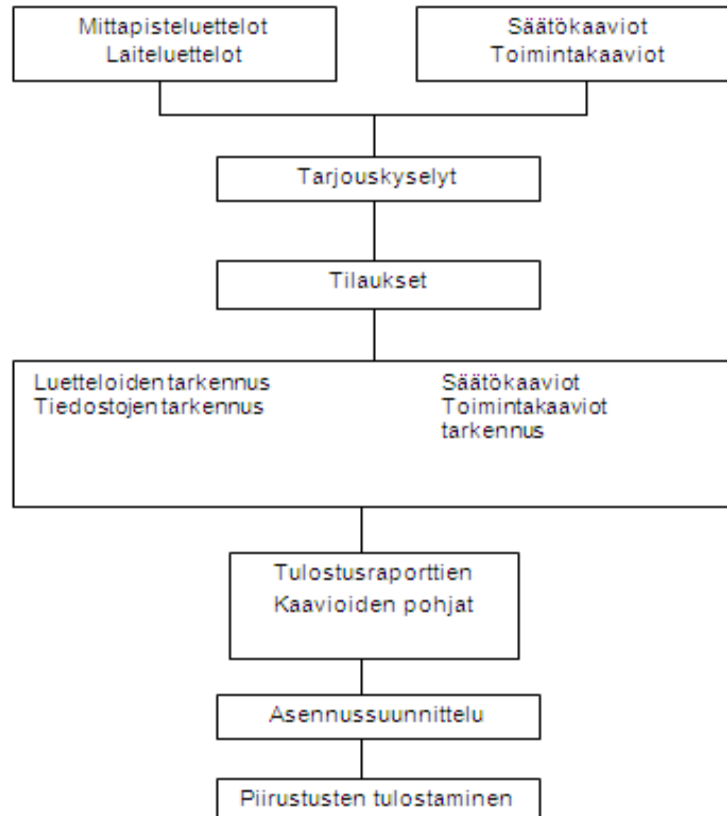 Mittapisteluettelot
Laiteluettelot
Säätökaaviot
Toimintakaaviot
Tarjouskyselyt
Tilaukset
Luetteloiden tarkennus
Tiedostojen tarkennus
Säätökaaviot
Toimintakaaviot
tarkennus
Tulostusraporttien
Kaavioiden pohjat
Asennussuunnittelu
Piirustusten tulostaminen